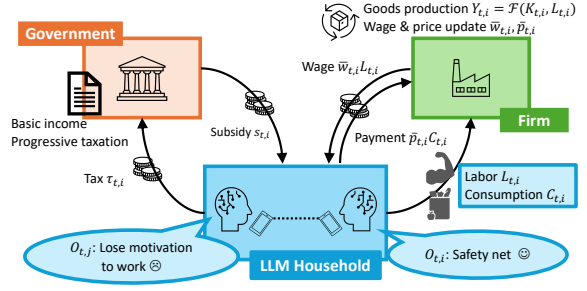 Goods production Y_{t,i} = ℱ(K_{t,i}, L_{t,i})
Wage & price update w̅_{t,i}, p̅_{t,i}
Government
Wage w̅_{t,i}L_{t,i}
Firm
Basic income
Progressive taxation
Subsidy s_{t,i}
Payment p̅_{t,i}C_{t,i}
Tax τ_{t,i}
Labor L_{t,i}
Consumption C_{t,i}
O_{t,j}: Lose motivation
to work ☹
LLM Household
O_{t,i}: Safety net ☺